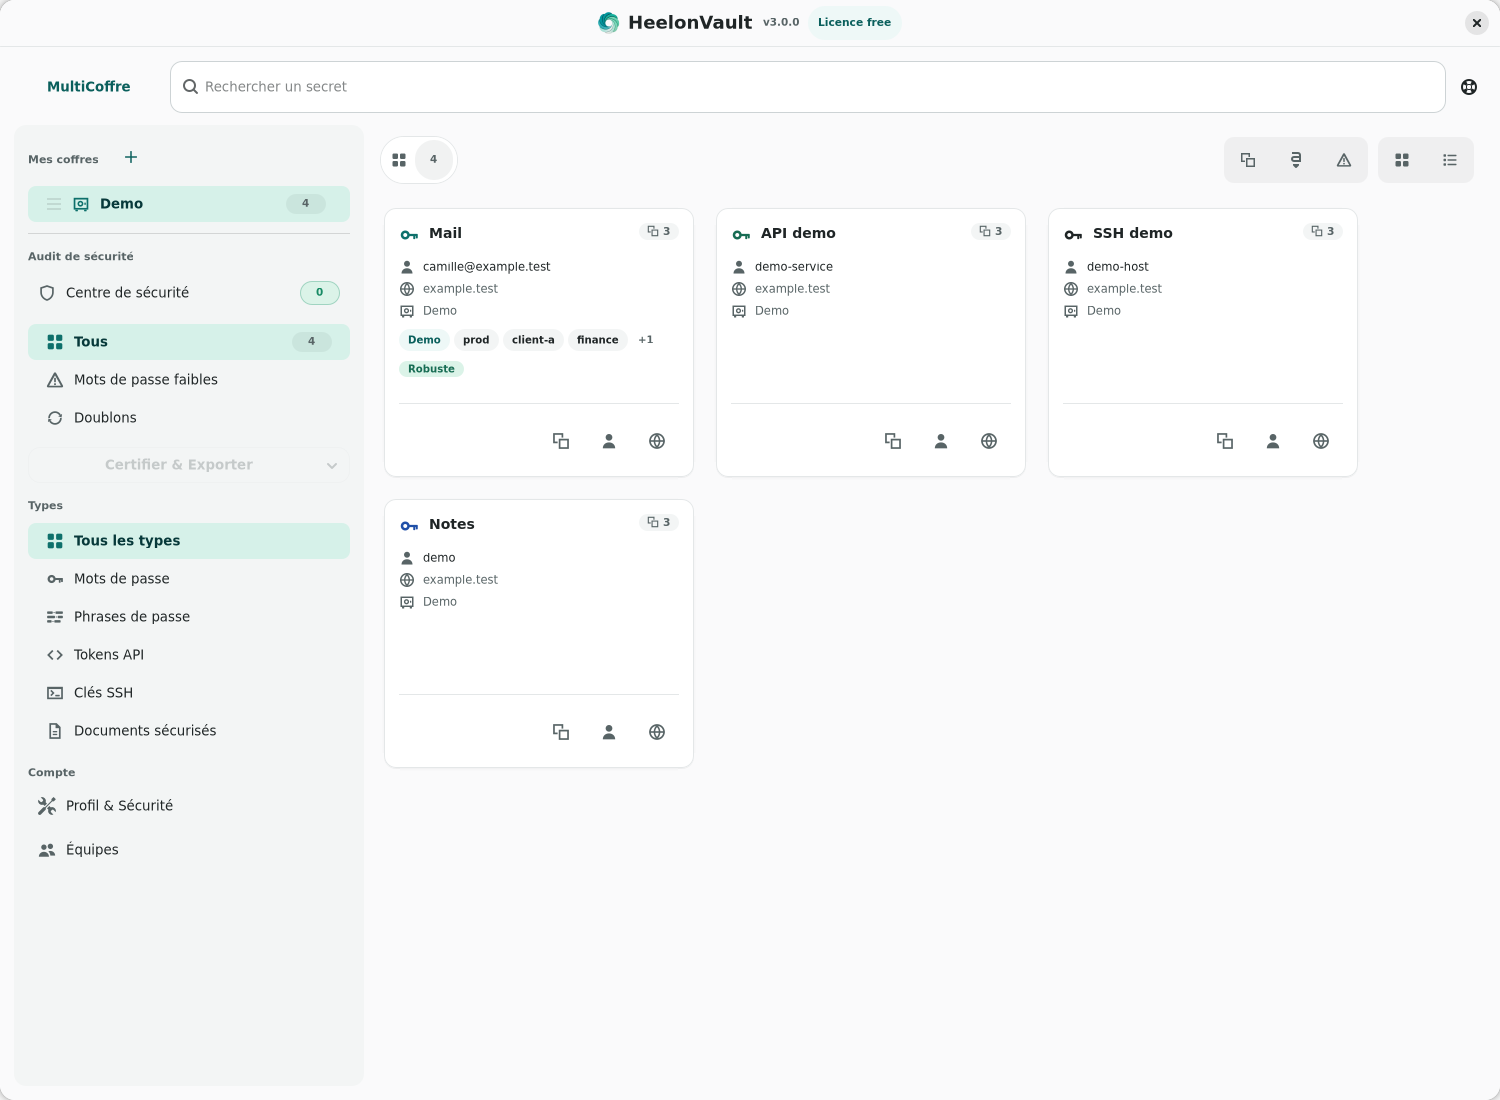 HeelonVault v3.0.0 Licence free
MultiCoffre
Rechercher un secret
Mes coffres
Demo 4
Audit de sécurité
Centre de sécurité 0
Tous 4
Mots de passe faibles
Doublons
Certifier & Exporter
Types
Tous les types
Mots de passe
Phrases de passe
Tokens API
Clés SSH
Documents sécurisés
Compte
Profil & Sécurité
Équipes
4
Mail 3
camille@example.test
example.test
Demo
Demo prod client-a finance +1
Robuste
API demo 3
demo-service
example.test
Demo
SSH demo 3
demo-host
example.test
Demo
Notes 3
demo
example.test
Demo